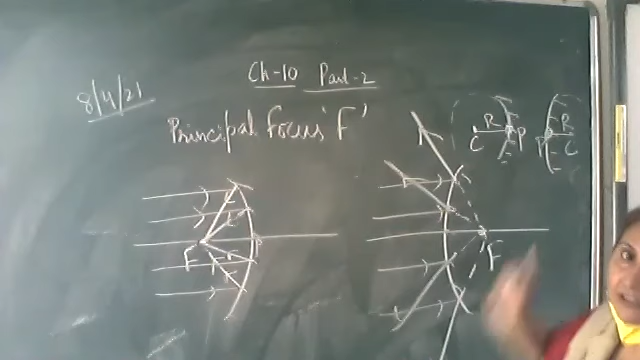 Ch-10 Part-2
8/4/21
Principal Focus 'F'
R
C
P
R
P
C
F
F